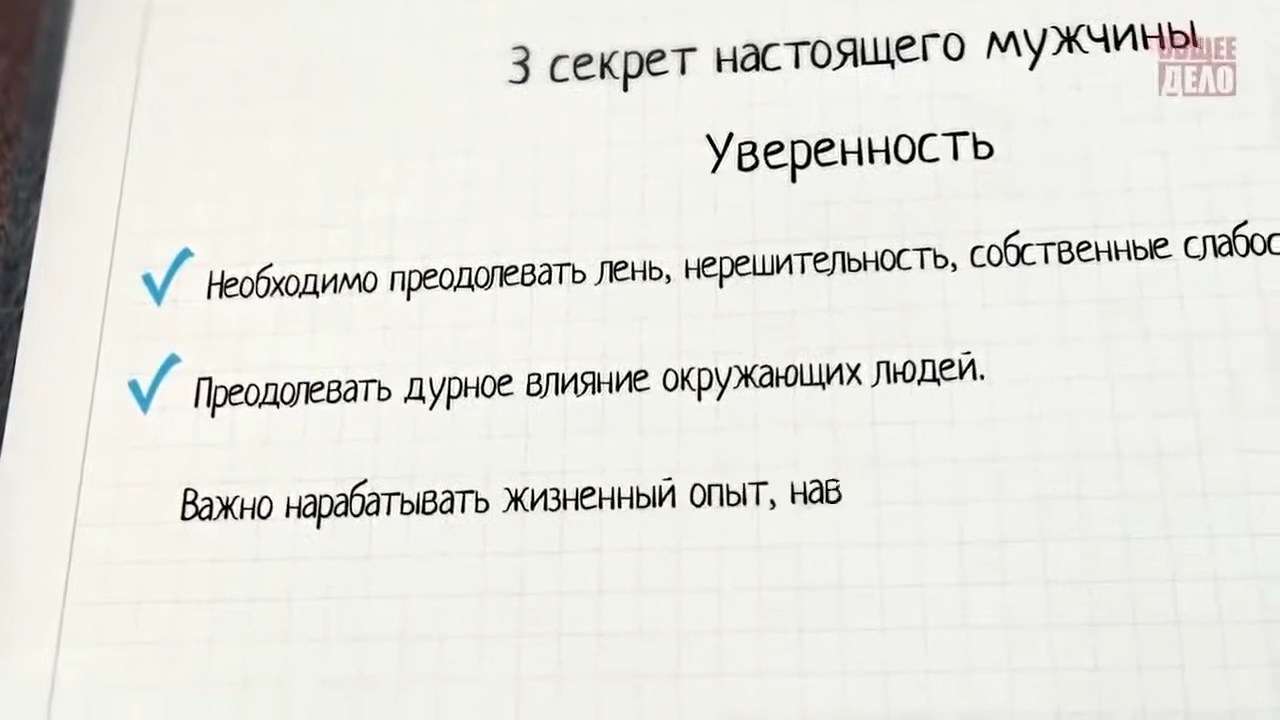 3 секрет настоящего мужчины
ОБЩЕЕ
ДЕЛО
Уверенность
Необходимо преодолевать лень, нерешительность, собственные слабос
Преодолевать дурное влияние окружающих людей.
Важно нарабатывать жизненный опыт, нав